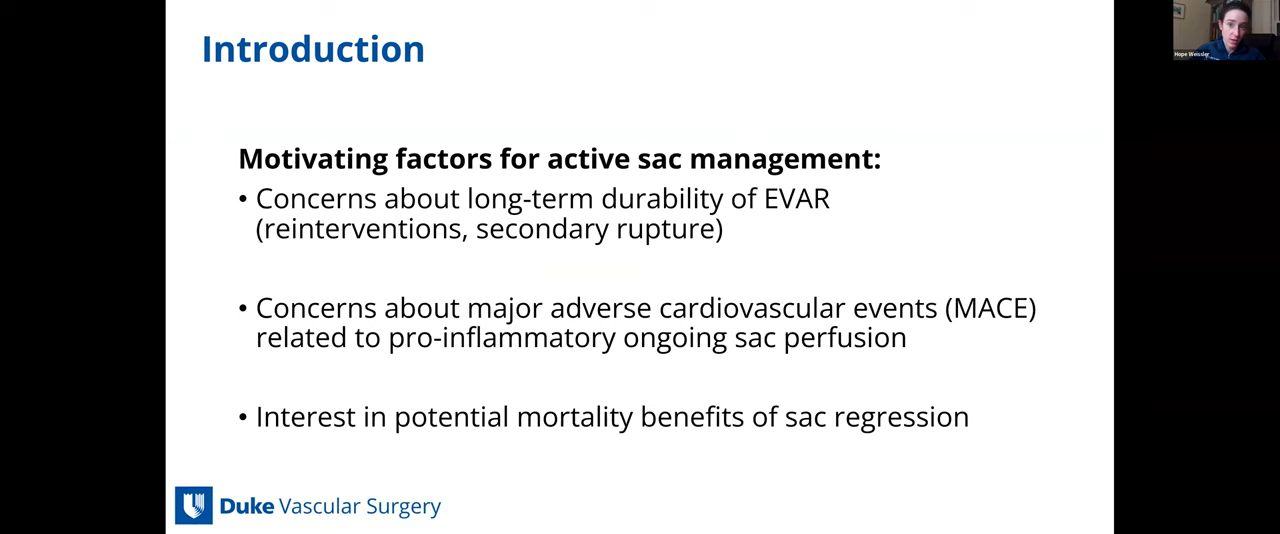 Introduction
Hope Weissler
Motivating factors for active sac management:
• Concerns about long-term durability of EVAR
(reinterventions, secondary rupture)
• Concerns about major adverse cardiovascular events (MACE)
related to pro-inflammatory ongoing sac perfusion
• Interest in potential mortality benefits of sac regression
Duke Vascular Surgery